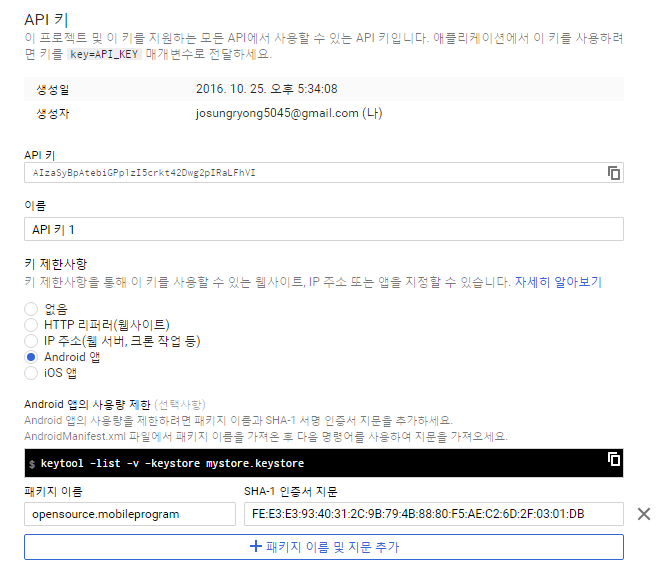 API 키
이 프로젝트 및 이 키를 지원하는 모든 API에서 사용할 수 있는 API 키입니다. 애플리케이션에서 이 키를 사용하려
면 키를 key=API_KEY 매개변수로 전달하세요.
생성일 2016. 10. 25. 오후 5:34:08
생성자 josungryong5045@gmail.com (나)
API 키
AIzaSyBpAtebiGPp1zI5crkt42Dwg2pIRaLFhVI
이름
API 키 1
키 제한사항
키 제한사항을 통해 이 키를 사용할 수 있는 웹사이트, IP 주소 또는 앱을 지정할 수 있습니다. 자세히 알아보기
없음
HTTP 리퍼러(웹사이트)
IP 주소(웹 서버, 크론 작업 등)
Android 앱
iOS 앱
Android 앱의 사용량 제한 (선택사항)
Android 앱의 사용량을 제한하려면 패키지 이름과 SHA-1 서명 인증서 지문을 추가하세요.
AndroidManifest.xml 파일에서 패키지 이름을 가져온 후 다음 명령어를 사용하여 지문을 가져오세요.
$ keytool -list -v -keystore mystore.keystore
패키지 이름 SHA-1 인증서 지문
opensource.mobileprogram FE:E3:E3:93:40:31:2C:9B:79:4B:88:80:F5:AE:C2:6D:2F:03:01:DB
패키지 이름 및 지문 추가